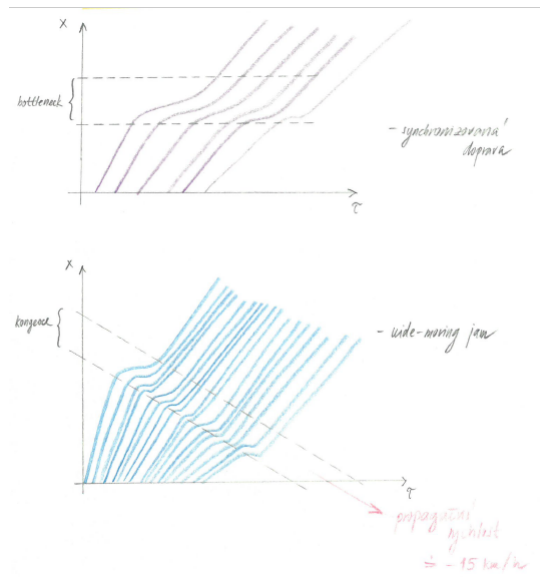 x
bottleneck
- synchronizovaná
doprava
τ
x
kongesce
- wide-moving jam
τ
propagační
rychlost
≐ -15 km/h